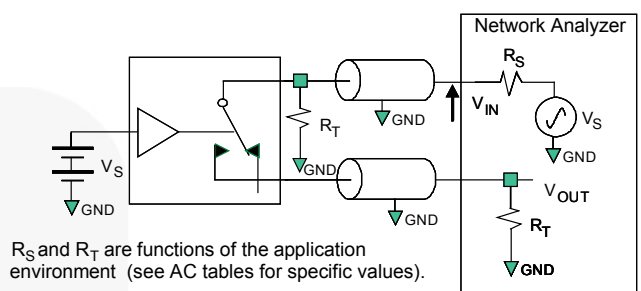 Network Analyzer
R_S
V_IN
V_S
GND
R_T
GND
GND
V_S
GND
GND
V_OUT
R_T
GND
R_S and R_T are functions of the application
environment (see AC tables for specific values).